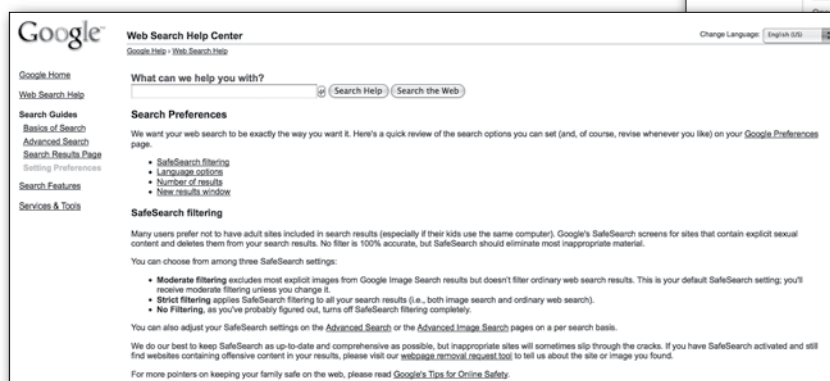 Google
Web Search Help Center
Change Language: English (US)
Google Help › Web Search Help
Google Home
Web Search Help
Search Guides
Basics of Search
Advanced Search
Search Results Page
Setting Preferences
Search Features
Services & Tools
What can we help you with?
Search Help Search the Web
Search Preferences
We want your web search to be exactly the way you want it. Here's a quick review of the search options you can set (and, of course, revise whenever you like) on your Google Preferences
page.
• SafeSearch filtering
• Language options
• Number of results
• New results window
SafeSearch filtering
Many users prefer not to have adult sites included in search results (especially if their kids use the same computer). Google's SafeSearch screens for sites that contain explicit sexual
content and deletes them from your search results. No filter is 100% accurate, but SafeSearch should eliminate most inappropriate material.
You can choose from among three SafeSearch settings:
• Moderate filtering excludes most explicit images from Google Image Search results but doesn't filter ordinary web search results. This is your default SafeSearch setting; you'll
receive moderate filtering unless you change it.
• Strict filtering applies SafeSearch filtering to all your search results (i.e., both image search and ordinary web search).
• No Filtering, as you've probably figured out, turns off SafeSearch filtering completely.
You can also adjust your SafeSearch settings on the Advanced Search or the Advanced Image Search pages on a per search basis.
We do our best to keep SafeSearch as up-to-date and comprehensive as possible, but inappropriate sites will sometimes slip through the cracks. If you have SafeSearch activated and still
find websites containing offensive content in your results, please visit our webpage removal request tool to tell us about the site or image you found.
For more pointers on keeping your family safe on the web, please read Google's Tips for Online Safety.